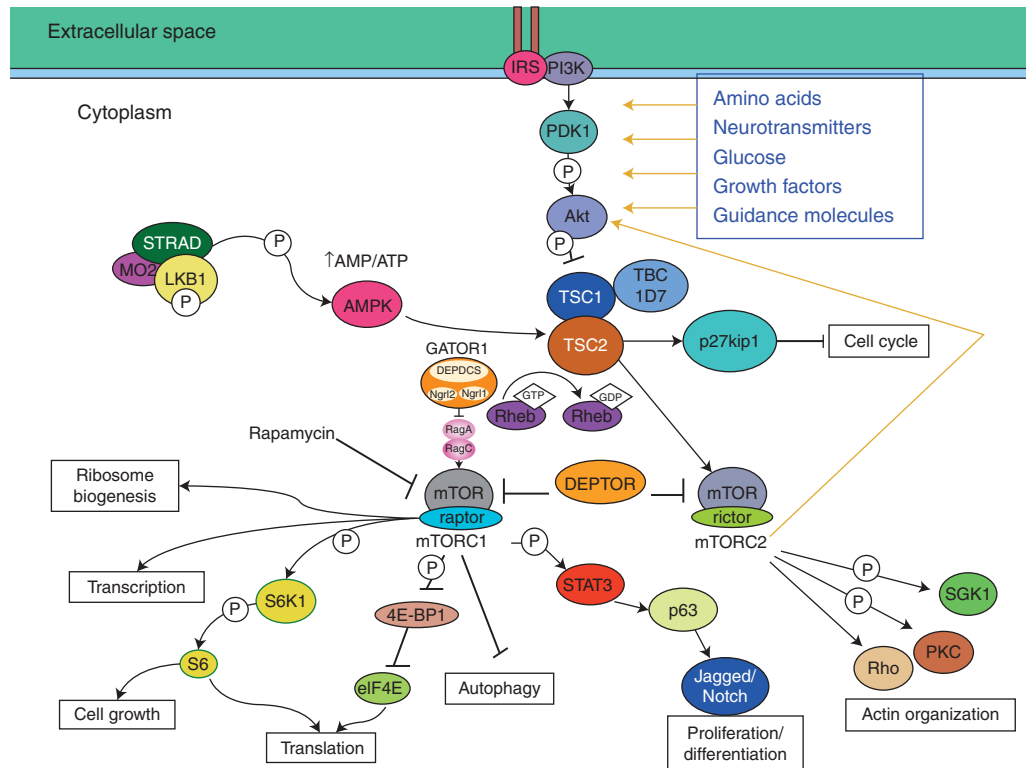 Extracellular space
IRS
PI3K
Cytoplasm
PDK1
P
Akt
P
Amino acids
Neurotransmitters
Glucose
Growth factors
Guidance molecules
STRAD
MO2
LKB1
P
P
↑AMP/ATP
AMPK
TSC1
TBC
1D7
TSC2
p27kip1
Cell cycle
GATOR1
DEPDCS
Ngrl2
Ngrl1
GTP
Rheb
GDP
Rheb
RagA
RagC
Rapamycin
Ribosome
biogenesis
mTOR
raptor
mTORC1
DEPTOR
mTOR
rictor
mTORC2
Transcription
P
S6K1
P
S6
Cell growth
P
4E-BP1
eIF4E
Translation
Autophagy
P
STAT3
p63
Jagged/
Notch
Proliferation/
differentiation
P
SGK1
P
PKC
Rho
Actin organization